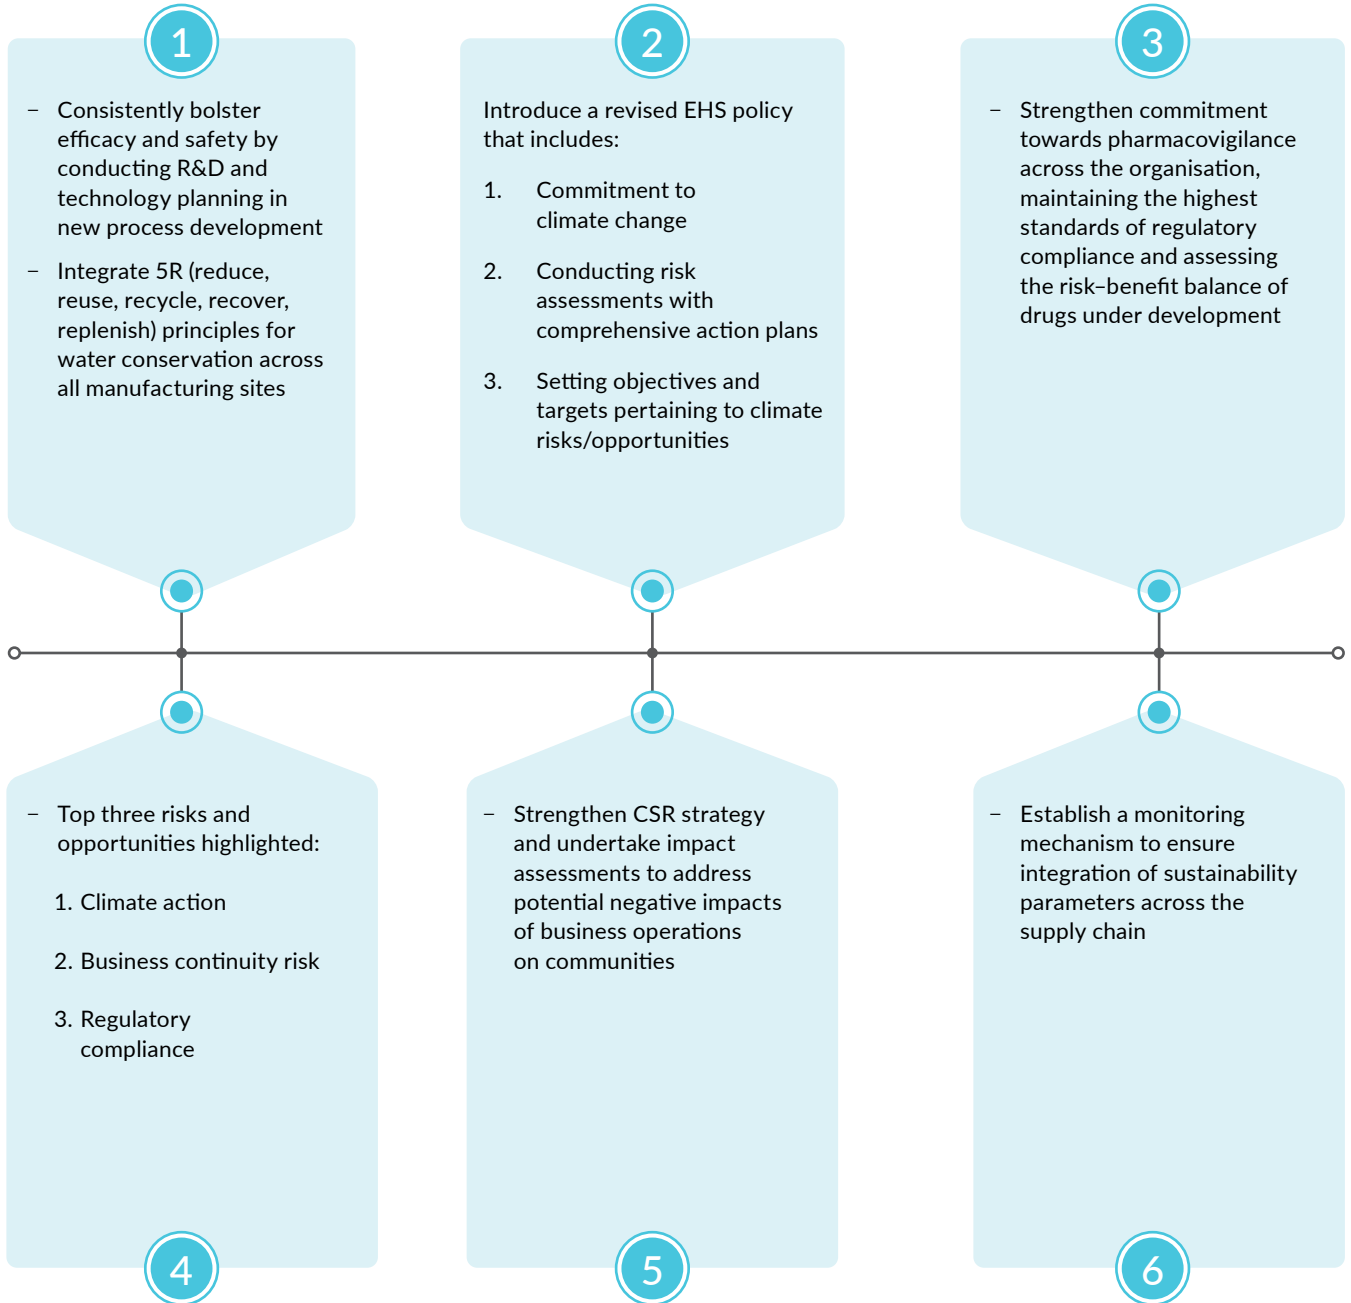 1
– Consistently bolster
efficacy and safety by
conducting R&D and
technology planning in
new process development
– Integrate 5R (reduce,
reuse, recycle, recover,
replenish) principles for
water conservation across
all manufacturing sites
2
Introduce a revised EHS policy
that includes:
1. Commitment to
climate change
2. Conducting risk
assessments with
comprehensive action plans
3. Setting objectives and
targets pertaining to climate
risks/opportunities
3
– Strengthen commitment
towards pharmacovigilance
across the organisation,
maintaining the highest
standards of regulatory
compliance and assessing
the risk–benefit balance of
drugs under development
– Top three risks and
opportunities highlighted:
1. Climate action
2. Business continuity risk
3. Regulatory
compliance
4
– Strengthen CSR strategy
and undertake impact
assessments to address
potential negative impacts
of business operations
on communities
5
– Establish a monitoring
mechanism to ensure
integration of sustainability
parameters across the
supply chain
6